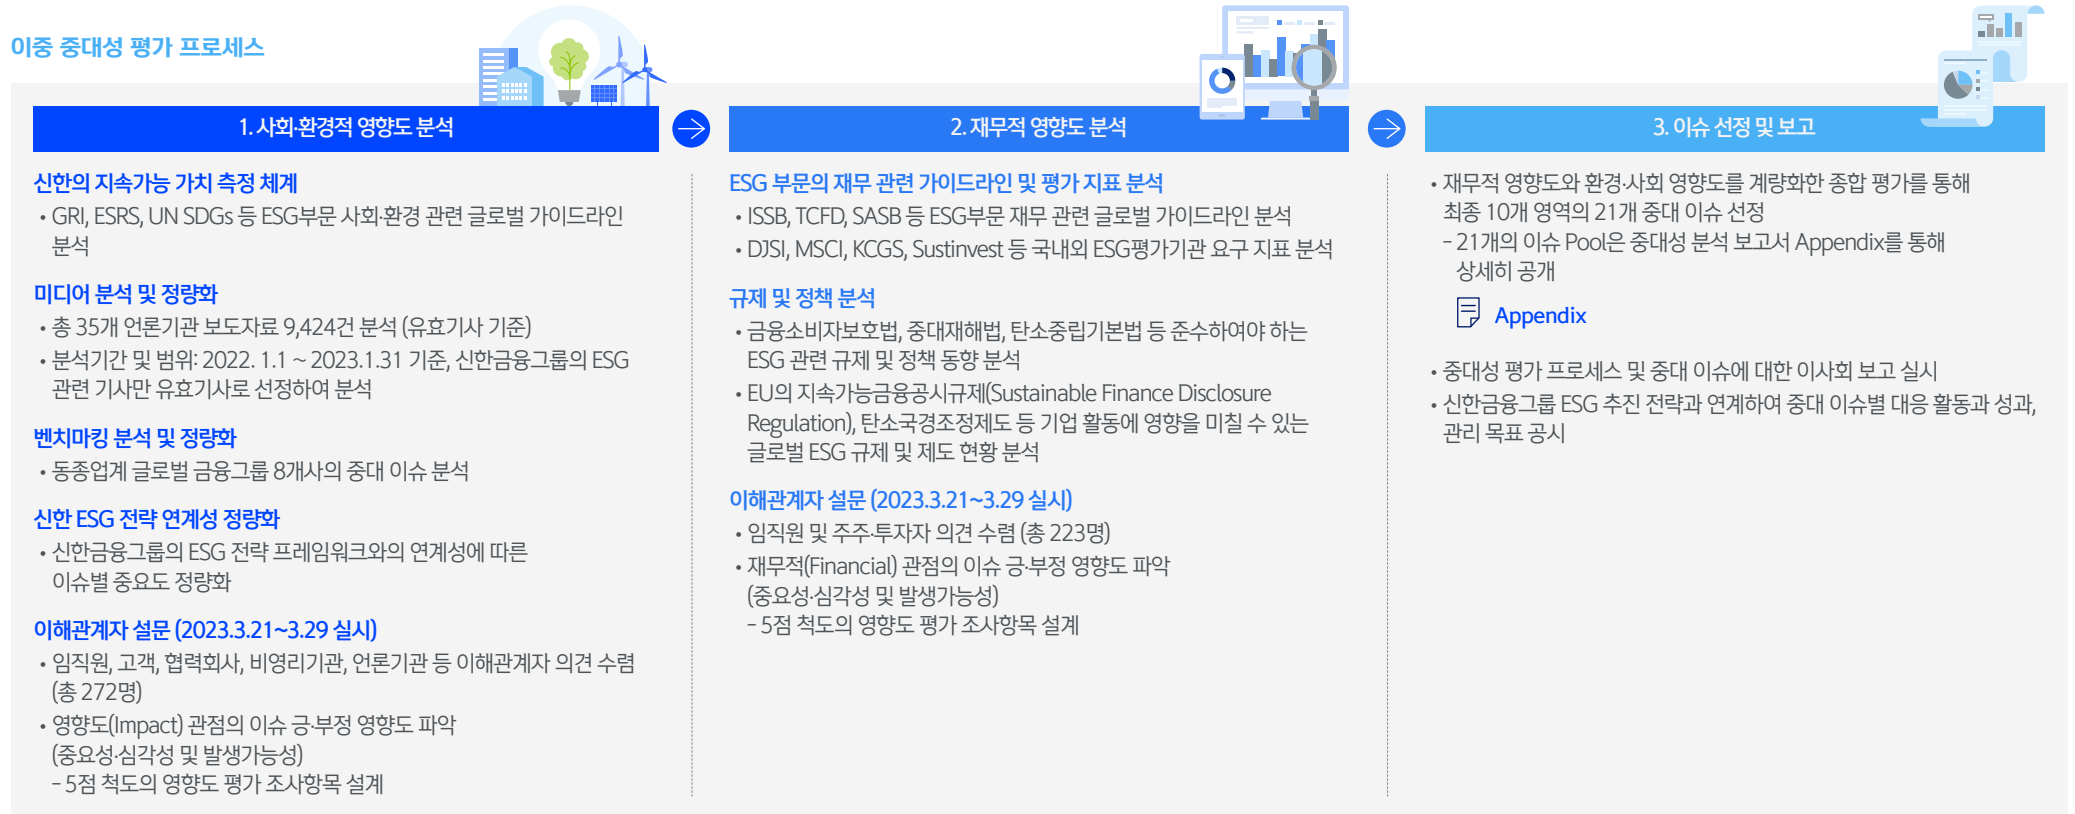 이중 중대성 평가 프로세스
1. 사회·환경적 영향도 분석
신한의 지속가능 가치 측정 체계
• GRI, ESRS, UN SDGs 등 ESG부문 사회·환경 관련 글로벌 가이드라인
분석
미디어 분석 및 정량화
• 총 35개 언론기관 보도자료 9,424건 분석 (유효기사 기준)
• 분석기간 및 범위: 2022. 1.1 ~ 2023.1.31 기준, 신한금융그룹의 ESG
관련 기사만 유효기사로 선정하여 분석
벤치마킹 분석 및 정량화
• 동종업계 글로벌 금융그룹 8개사의 중대 이슈 분석
신한 ESG 전략 연계성 정량화
• 신한금융그룹의 ESG 전략 프레임워크와의 연계성에 따른
이슈별 중요도 정량화
이해관계자 설문 (2023.3.21~3.29 실시)
• 임직원, 고객, 협력회사, 비영리기관, 언론기관 등 이해관계자 의견 수렴
(총 272명)
• 영향도(Impact) 관점의 이슈 긍·부정 영향도 파악
(중요성·심각성 및 발생가능성)
– 5점 척도의 영향도 평가 조사항목 설계
2. 재무적 영향도 분석
ESG 부문의 재무 관련 가이드라인 및 평가 지표 분석
• ISSB, TCFD, SASB 등 ESG부문 재무 관련 글로벌 가이드라인 분석
• DJSI, MSCI, KCGS, Sustinvest 등 국내외 ESG평가기관 요구 지표 분석
규제 및 정책 분석
• 금융소비자보호법, 중대재해법, 탄소중립기본법 등 준수하여야 하는
ESG 관련 규제 및 정책 동향 분석
• EU의 지속가능금융공시규제(Sustainable Finance Disclosure
Regulation), 탄소국경조정제도 등 기업 활동에 영향을 미칠 수 있는
글로벌 ESG 규제 및 제도 현황 분석
이해관계자 설문 (2023.3.21~3.29 실시)
• 임직원 및 주주·투자자 의견 수렴 (총 223명)
• 재무적(Financial) 관점의 이슈 긍·부정 영향도 파악
(중요성·심각성 및 발생가능성)
– 5점 척도의 영향도 평가 조사항목 설계
3. 이슈 선정 및 보고
• 재무적 영향도와 환경·사회 영향도를 계량화한 종합 평가를 통해
최종 10개 영역의 21개 중대 이슈 선정
– 21개의 이슈 Pool은 중대성 분석 보고서 Appendix를 통해
상세히 공개
Appendix
• 중대성 평가 프로세스 및 중대 이슈에 대한 이사회 보고 실시
• 신한금융그룹 ESG 추진 전략과 연계하여 중대 이슈별 대응 활동과 성과,
관리 목표 공시